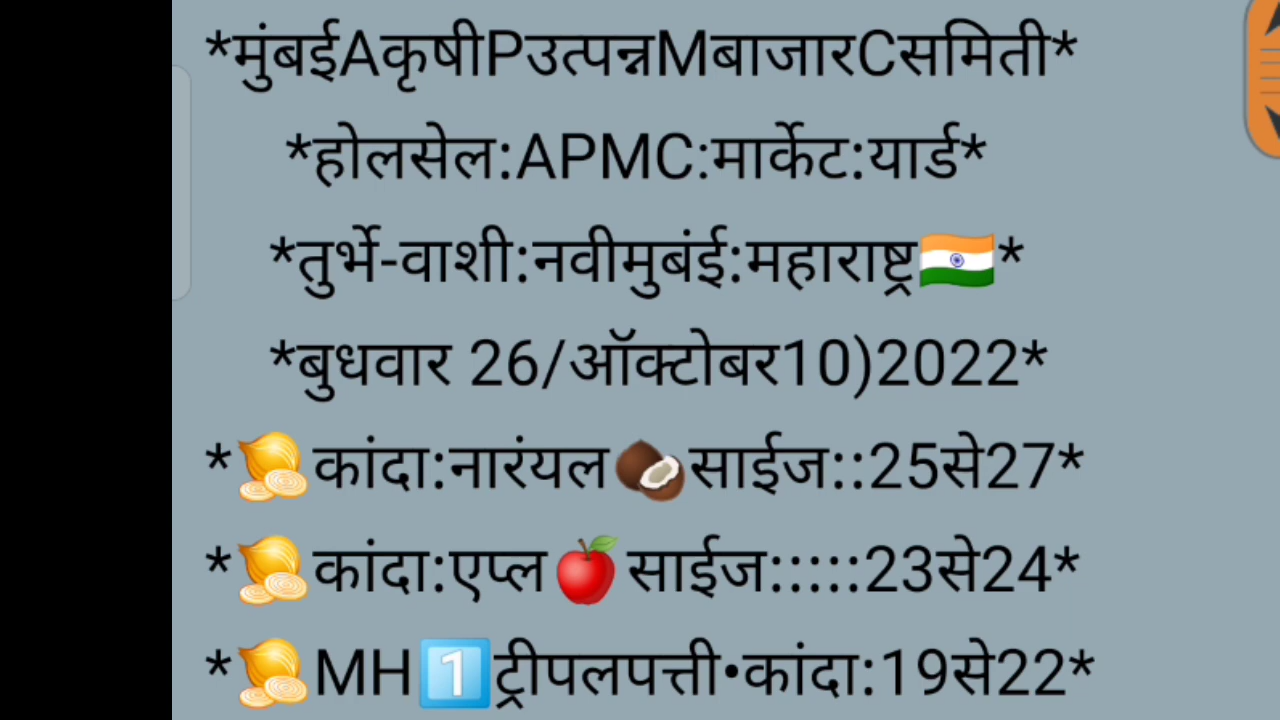 *मुंबईAकृषीPउत्पन्नMबाजारCसमिती*
*होलसेल:APMC:मार्केट:यार्ड*
*तुर्भे-वाशी:नवीमुबंई:महाराष्ट्र🇮🇳*
*बुधवार 26/ऑक्टोबर10)2022*
*🧅कांदा:नारंयल🥥साईज::25से27*
*🧅कांदा:एप्ल🍎साईज:::::23से24*
*🧅MH1️⃣ट्रीपलपत्ती•कांदा:19से22*